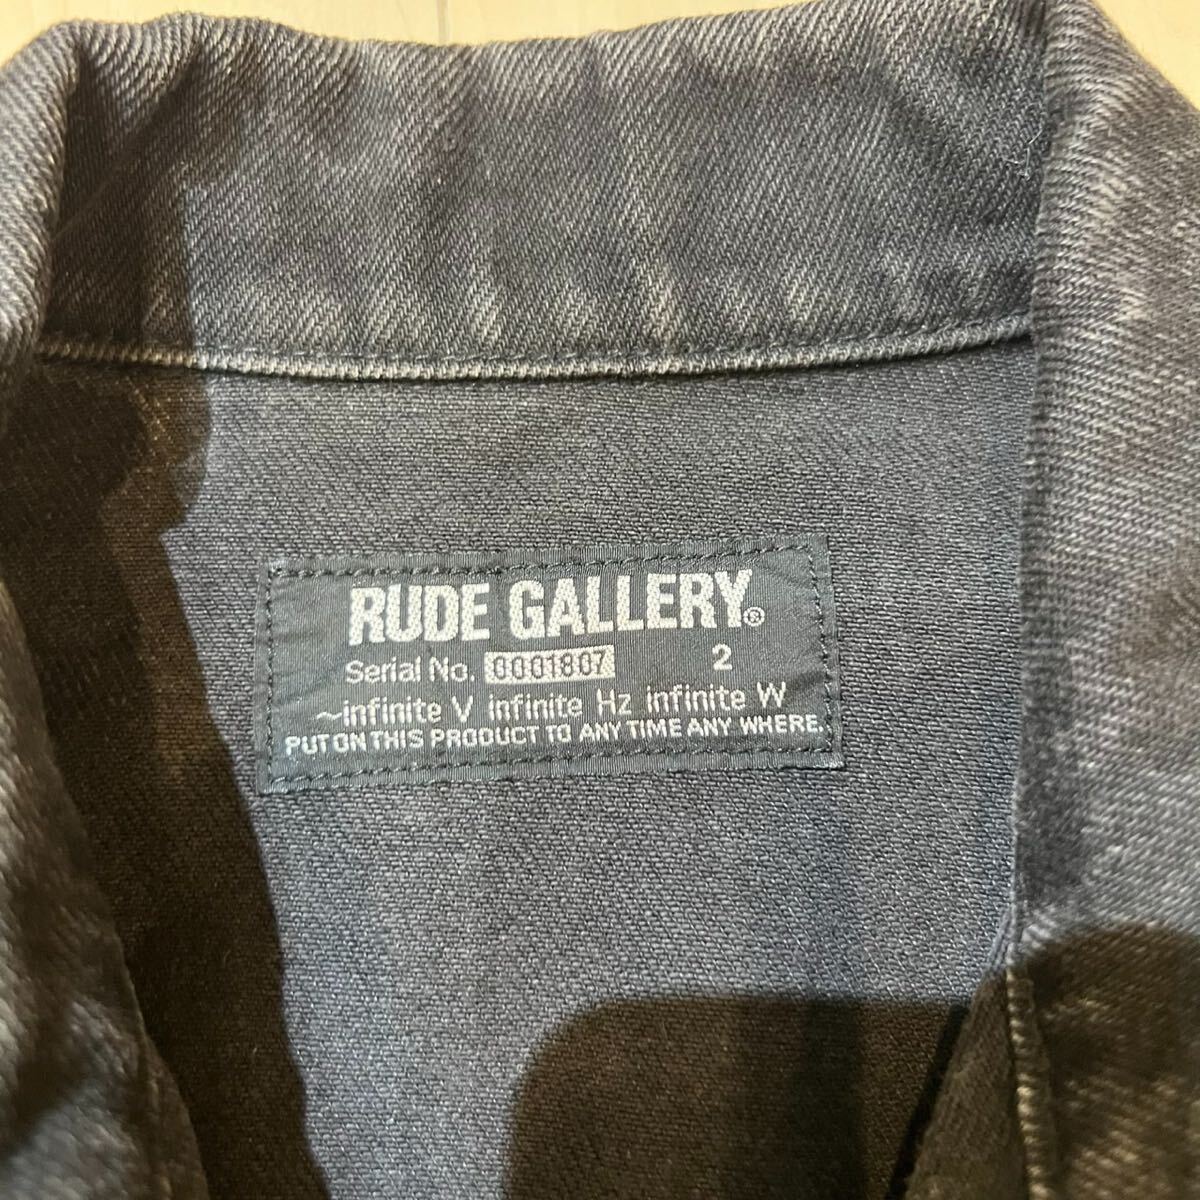 RUDE GALLERY®
Serial No. 0001807 2
~infinite V infinite Hz infinite W
PUT ON THIS PRODUCT TO ANY TIME ANY WHERE.